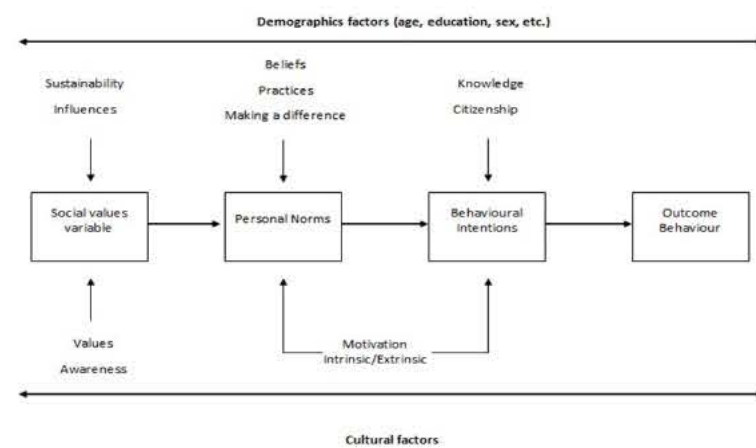 Demographics factors (age, education, sex, etc.)
Sustainability
Influences
Beliefs
Practices
Making a difference
Knowledge
Citizenship
Social values
variable
Personal Norms
Behavioural
Intentions
Outcome
Behaviour
Values
Awareness
Motivation
Intrinsic/Extrinsic
Cultural factors